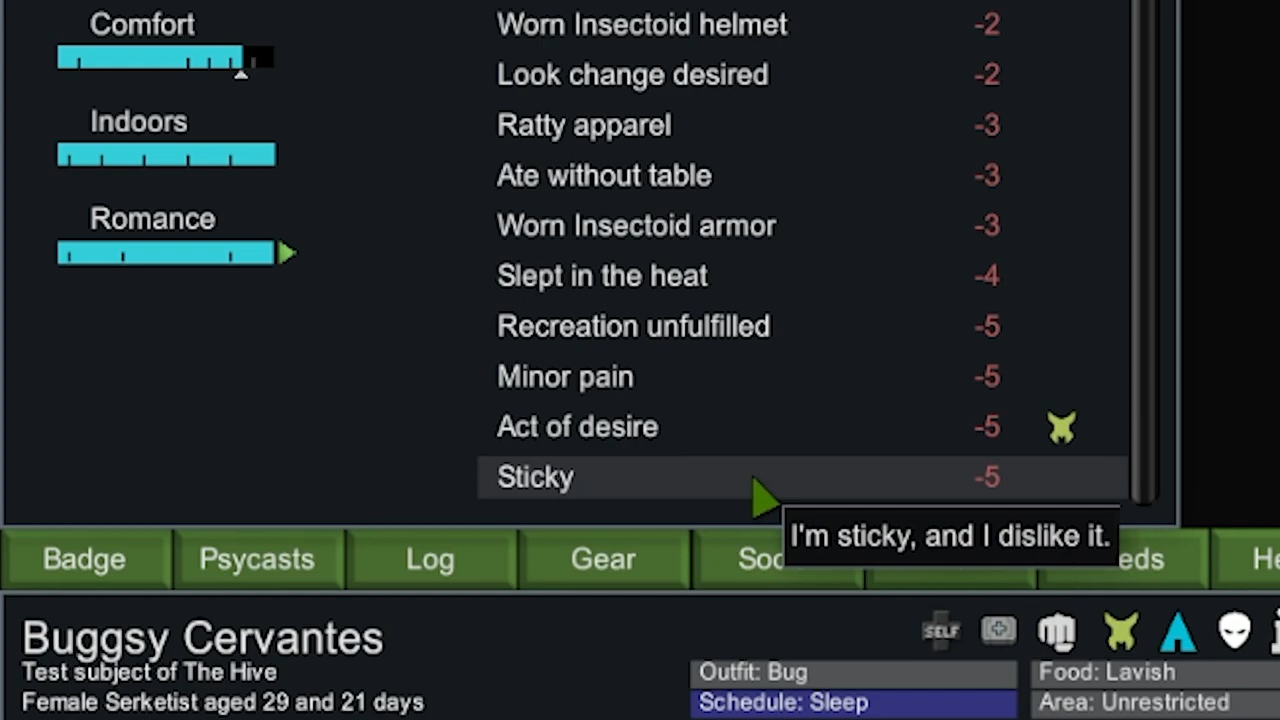 Comfort
Indoors
Romance
Worn Insectoid helmet -2
Look change desired -2
Ratty apparel -3
Ate without table -3
Worn Insectoid armor -3
Slept in the heat -4
Recreation unfulfilled -5
Minor pain -5
Act of desire -5
Sticky -5
I'm sticky, and I dislike it.
Badge Psycasts Log Gear Soc eds He
Buggsy Cervantes
Test subject of The Hive
Female Serketist aged 29 and 21 days
SELF
Outfit: Bug Food: Lavish
Schedule: Sleep Area: Unrestricted